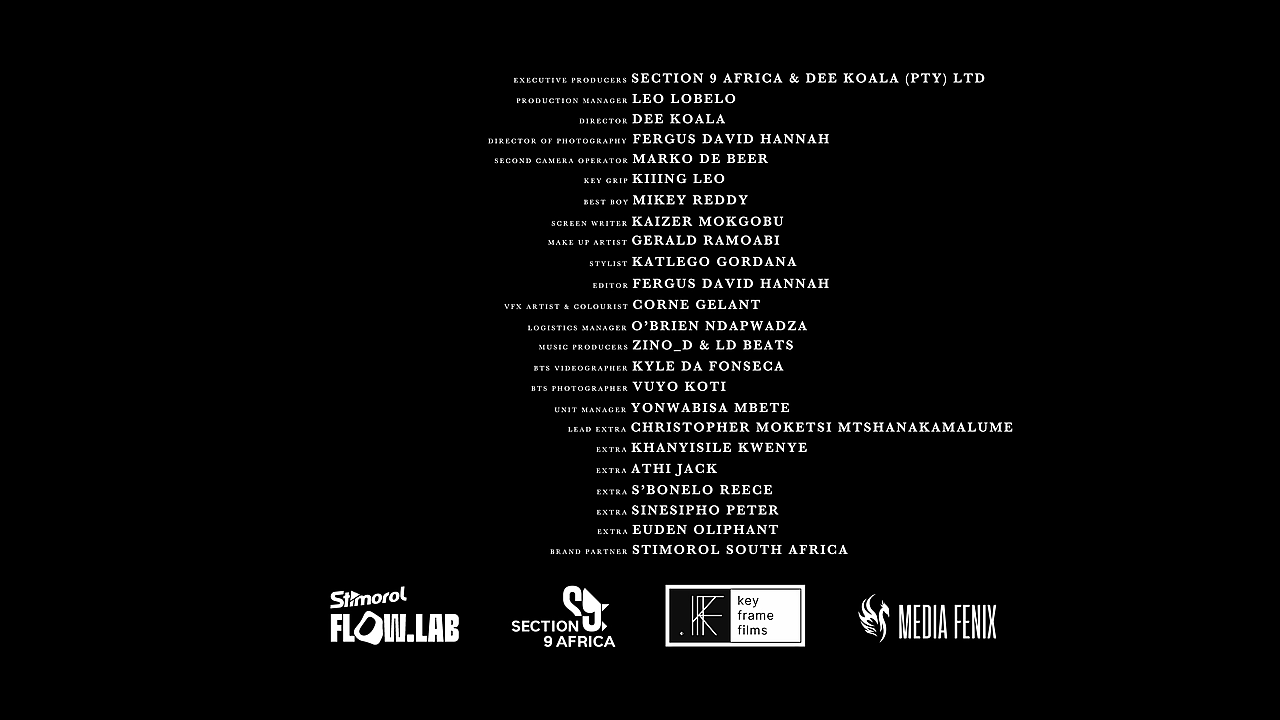 EXECUTIVE PRODUCERS SECTION 9 AFRICA & DEE KOALA (PTY) LTD
PRODUCTION MANAGER LEO LOBELO
DIRECTOR DEE KOALA
DIRECTOR OF PHOTOGRAPHY FERGUS DAVID HANNAH
SECOND CAMERA OPERATOR MARKO DE BEER
KEY GRIP KIIING LEO
BEST BOY MIKEY REDDY
SCREEN WRITER KAIZER MOKGOBU
MAKE UP ARTIST GERALD RAMOABI
STYLIST KATLEGO GORDANA
EDITOR FERGUS DAVID HANNAH
VFX ARTIST & COLOURIST CORNE GELANT
LOGISTICS MANAGER O'BRIEN NDAPWADZA
MUSIC PRODUCERS ZINO_D & LD BEATS
BTS VIDEOGRAPHER KYLE DA FONSECA
BTS PHOTOGRAPHER VUYO KOTI
UNIT MANAGER YONWABISA MBETE
LEAD EXTRA CHRISTOPHER MOKETSI MTSHANAKAMALUME
EXTRA KHANYISILE KWENYE
EXTRA ATHI JACK
EXTRA S'BONELO REECE
EXTRA SINESIPHO PETER
EXTRA EUDEN OLIPHANT
BRAND PARTNER STIMOROL SOUTH AFRICA
Stimorol
FLOW.LAB
S9
SECTION
9 AFRICA
key
frame
films
MEDIA FENIX